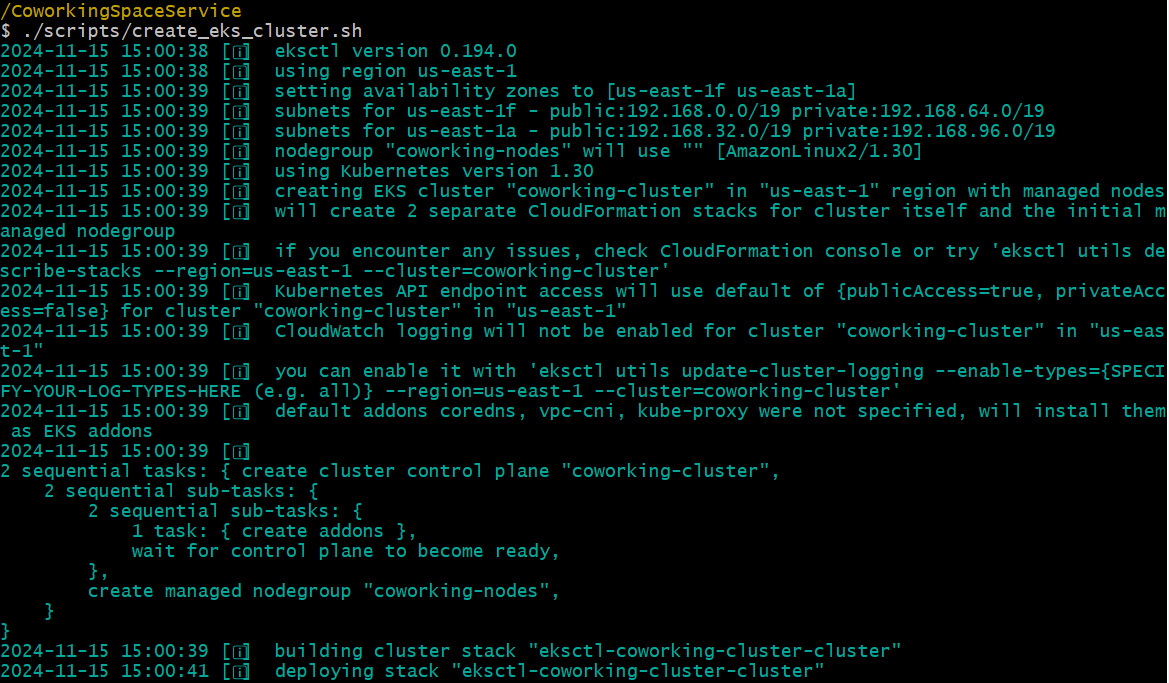 /CoworkingSpaceService
$ ./scripts/create_eks_cluster.sh
2024-11-15 15:00:38 [ℹ]  eksctl version 0.194.0
2024-11-15 15:00:38 [ℹ]  using region us-east-1
2024-11-15 15:00:39 [ℹ]  setting availability zones to [us-east-1f us-east-1a]
2024-11-15 15:00:39 [ℹ]  subnets for us-east-1f - public:192.168.0.0/19 private:192.168.64.0/19
2024-11-15 15:00:39 [ℹ]  subnets for us-east-1a - public:192.168.32.0/19 private:192.168.96.0/19
2024-11-15 15:00:39 [ℹ]  nodegroup "coworking-nodes" will use "" [AmazonLinux2/1.30]
2024-11-15 15:00:39 [ℹ]  using Kubernetes version 1.30
2024-11-15 15:00:39 [ℹ]  creating EKS cluster "coworking-cluster" in "us-east-1" region with managed nodes
2024-11-15 15:00:39 [ℹ]  will create 2 separate CloudFormation stacks for cluster itself and the initial m
anaged nodegroup
2024-11-15 15:00:39 [ℹ]  if you encounter any issues, check CloudFormation console or try 'eksctl utils de
scribe-stacks --region=us-east-1 --cluster=coworking-cluster'
2024-11-15 15:00:39 [ℹ]  Kubernetes API endpoint access will use default of {publicAccess=true, privateAcc
ess=false} for cluster "coworking-cluster" in "us-east-1"
2024-11-15 15:00:39 [ℹ]  CloudWatch logging will not be enabled for cluster "coworking-cluster" in "us-eas
t-1"
2024-11-15 15:00:39 [ℹ]  you can enable it with 'eksctl utils update-cluster-logging --enable-types={SPECI
FY-YOUR-LOG-TYPES-HERE (e.g. all)} --region=us-east-1 --cluster=coworking-cluster'
2024-11-15 15:00:39 [ℹ]  default addons coredns, vpc-cni, kube-proxy were not specified, will install them
 as EKS addons
2024-11-15 15:00:39 [ℹ]
2 sequential tasks: { create cluster control plane "coworking-cluster",
    2 sequential sub-tasks: {
        2 sequential sub-tasks: {
            1 task: { create addons },
            wait for control plane to become ready,
        },
        create managed nodegroup "coworking-nodes",
    }
}
2024-11-15 15:00:39 [ℹ]  building cluster stack "eksctl-coworking-cluster-cluster"
2024-11-15 15:00:41 [ℹ]  deploying stack "eksctl-coworking-cluster-cluster"